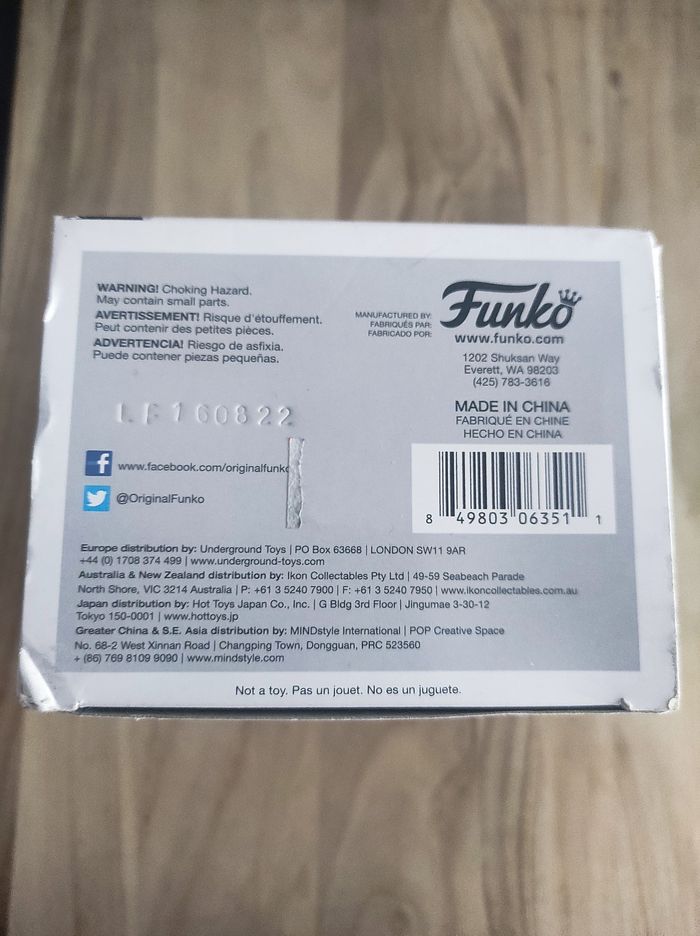 WARNING! Choking Hazard.
May contain small parts.
AVERTISSEMENT! Risque d'étouffement.
Peut contenir des petites pièces.
ADVERTENCIA! Riesgo de asfixia.
Puede contener piezas pequeñas.
LF160822
www.facebook.com/originalfunko
@OriginalFunko
MANUFACTURED BY:
FABRIQUÉS PAR:
FABRICADO POR:
Funko
www.funko.com
1202 Shuksan Way
Everett, WA 98203
(425) 783-3616
MADE IN CHINA
FABRIQUÉ EN CHINE
HECHO EN CHINA
8 49803 06351 1
Europe distribution by: Underground Toys | PO Box 63668 | LONDON SW11 9AR
+44 (0) 1708 374 499 | www.underground-toys.com
Australia & New Zealand distribution by: Ikon Collectables Pty Ltd | 49-59 Seabeach Parade
North Shore, VIC 3214 Australia | P: +61 3 5240 7900 | F: +61 3 5240 7950 | www.ikoncollectables.com.au
Japan distribution by: Hot Toys Japan Co., Inc. | G Bldg 3rd Floor | Jingumae 3-30-12
Tokyo 150-0001 | www.hottoys.jp
Greater China & S.E. Asia distribution by: MINDstyle International | POP Creative Space
No. 68-2 West Xinnan Road | Changping Town, Dongguan, PRC 523560
+ (86) 769 8109 9090 | www.mindstyle.com
Not a toy. Pas un jouet. No es un juguete.